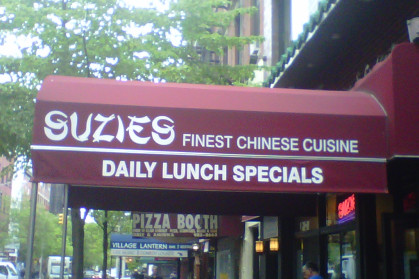 SUZIES FINEST CHINESE CUISINE
DAILY LUNCH SPECIALS
PIZZA BOOTH
VILLAGE LANTERN